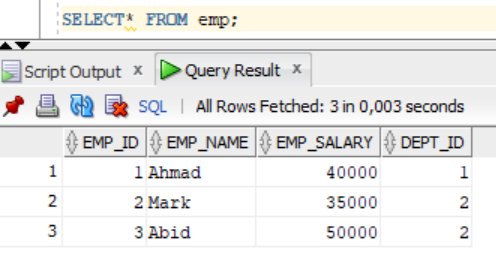 SELECT* FROM emp;
Script Output x Query Result x
SQL | All Rows Fetched: 3 in 0,003 seconds
EMP_ID EMP_NAME EMP_SALARY DEPT_ID
1 1 Ahmad 40000 1
2 2 Mark 35000 2
3 3 Abid 50000 2